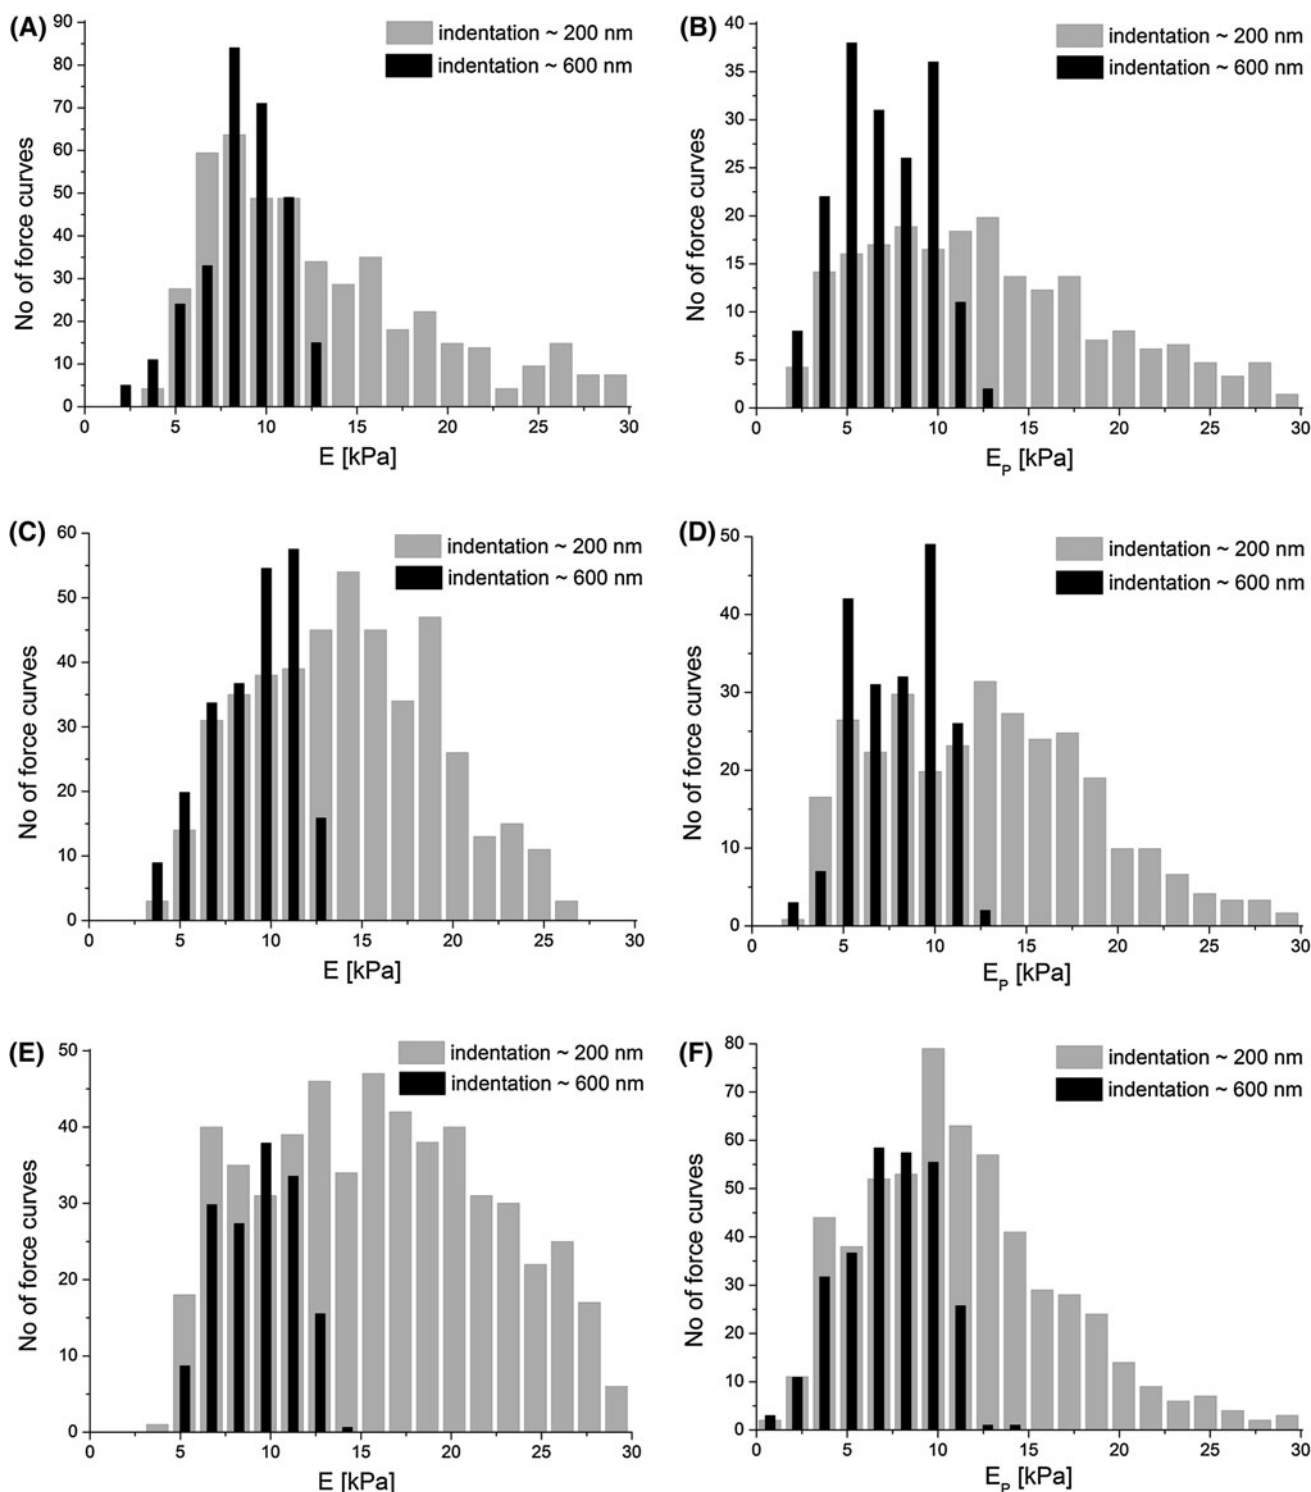 (A)
indentation ~ 200 nm
indentation ~ 600 nm
No of force curves
90
80
70
60
50
40
30
20
10
0
0 5 10 15 20 25 30
E [kPa]
(B)
indentation ~ 200 nm
indentation ~ 600 nm
No of force curves
40
35
30
25
20
15
10
5
0
0 5 10 15 20 25 30
E_P [kPa]
(C)
indentation ~ 200 nm
indentation ~ 600 nm
No of force curves
60
50
40
30
20
10
0
0 5 10 15 20 25 30
E [kPa]
(D)
indentation ~ 200 nm
indentation ~ 600 nm
No of force curves
50
40
30
20
10
0
0 5 10 15 20 25 30
E_P [kPa]
(E)
indentation ~ 200 nm
indentation ~ 600 nm
No of force curves
50
40
30
20
10
0
0 5 10 15 20 25 30
E [kPa]
(F)
indentation ~ 200 nm
indentation ~ 600 nm
No of force curves
80
70
60
50
40
30
20
10
0
0 5 10 15 20 25 30
E_P [kPa]